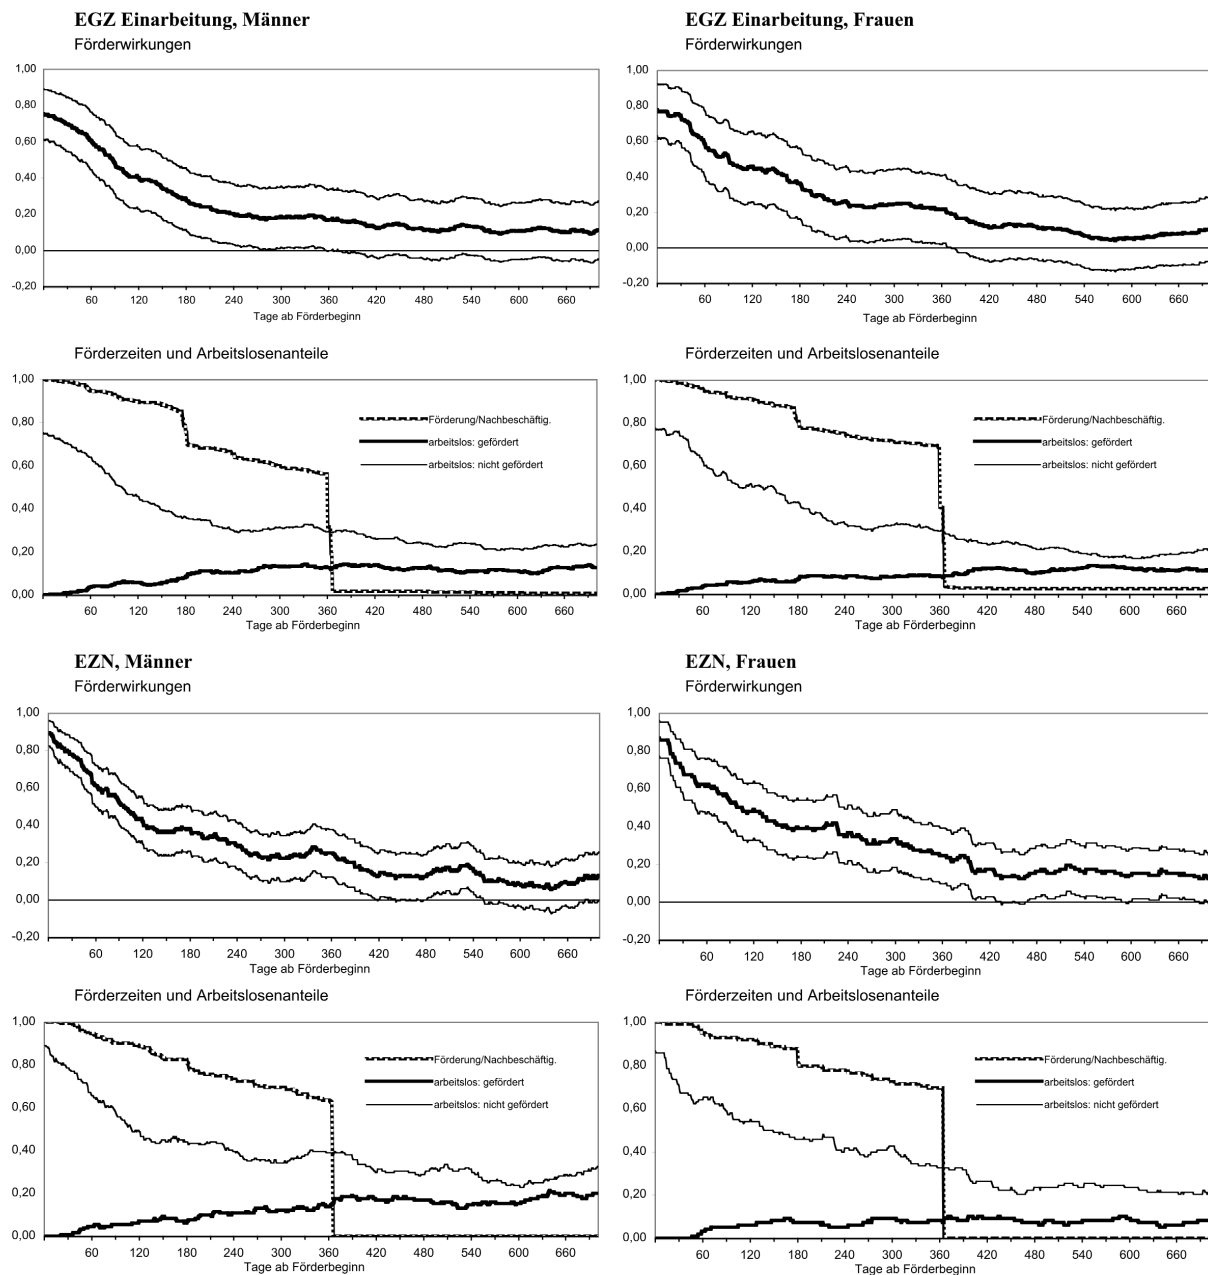 EGZ Einarbeitung, Männer
Förderwirkungen
1,00
0,80
0,60
0,40
0,20
0,00
-0,20
60 120 180 240 300 360 420 480 540 600 660
Tage ab Förderbeginn
Förderzeiten und Arbeitslosenanteile
1,00
0,80
0,60
0,40
0,20
0,00
Förderung/Nachbeschäftig.
arbeitslos: gefördert
arbeitslos: nicht gefördert
60 120 180 240 300 360 420 480 540 600 660
Tage ab Förderbeginn
EGZ Einarbeitung, Frauen
Förderwirkungen
1,00
0,80
0,60
0,40
0,20
0,00
-0,20
60 120 180 240 300 360 420 480 540 600 660
Tage ab Förderbeginn
Förderzeiten und Arbeitslosenanteile
1,00
0,80
0,60
0,40
0,20
0,00
Förderung/Nachbeschäftig.
arbeitslos: gefördert
arbeitslos: nicht gefördert
60 120 180 240 300 360 420 480 540 600 660
Tage ab Förderbeginn
EZN, Männer
Förderwirkungen
1,00
0,80
0,60
0,40
0,20
0,00
-0,20
60 120 180 240 300 360 420 480 540 600 660
Tage ab Förderbeginn
Förderzeiten und Arbeitslosenanteile
1,00
0,80
0,60
0,40
0,20
0,00
Förderung/Nachbeschäftig.
arbeitslos: gefördert
arbeitslos: nicht gefördert
60 120 180 240 300 360 420 480 540 600 660
Tage ab Förderbeginn
EZN, Frauen
Förderwirkungen
1,00
0,80
0,60
0,40
0,20
0,00
-0,20
60 120 180 240 300 360 420 480 540 600 660
Tage ab Förderbeginn
Förderzeiten und Arbeitslosenanteile
1,00
0,80
0,60
0,40
0,20
0,00
Förderung/Nachbeschäftig.
arbeitslos: gefördert
arbeitslos: nicht gefördert
60 120 180 240 300 360 420 480 540 600 660
Tage ab Förderbeginn